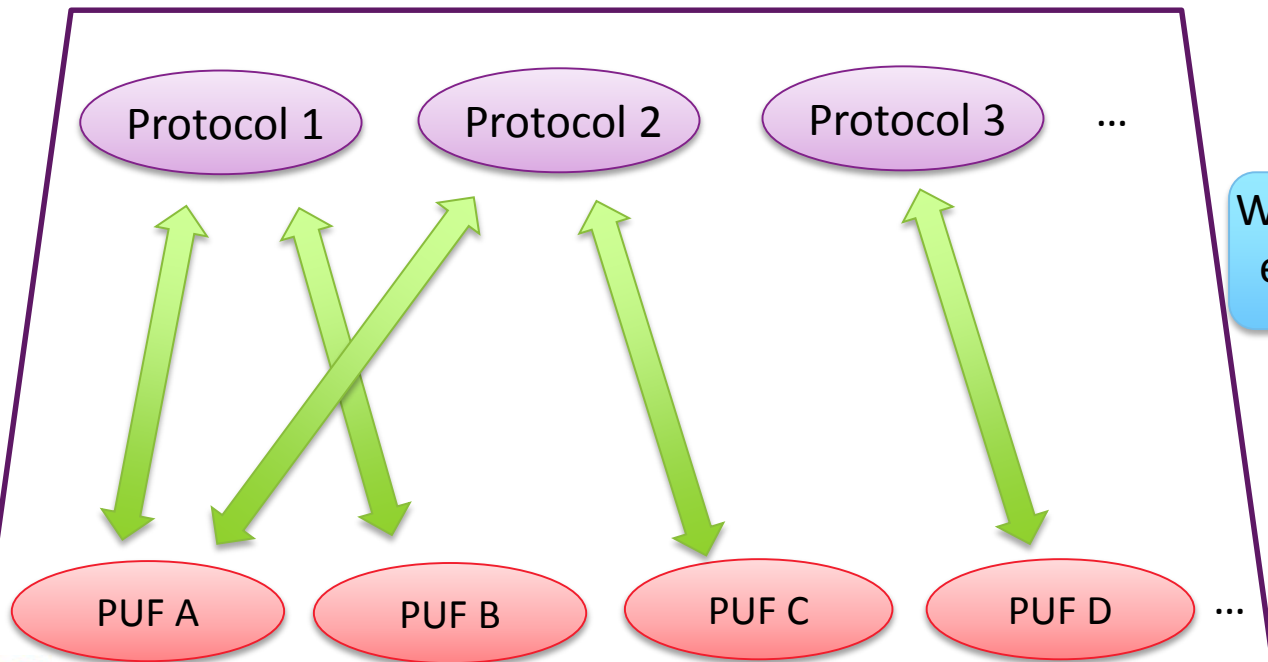 Protocol 1
Protocol 2
Protocol 3
...
PUF A
PUF B
PUF C
PUF D
...